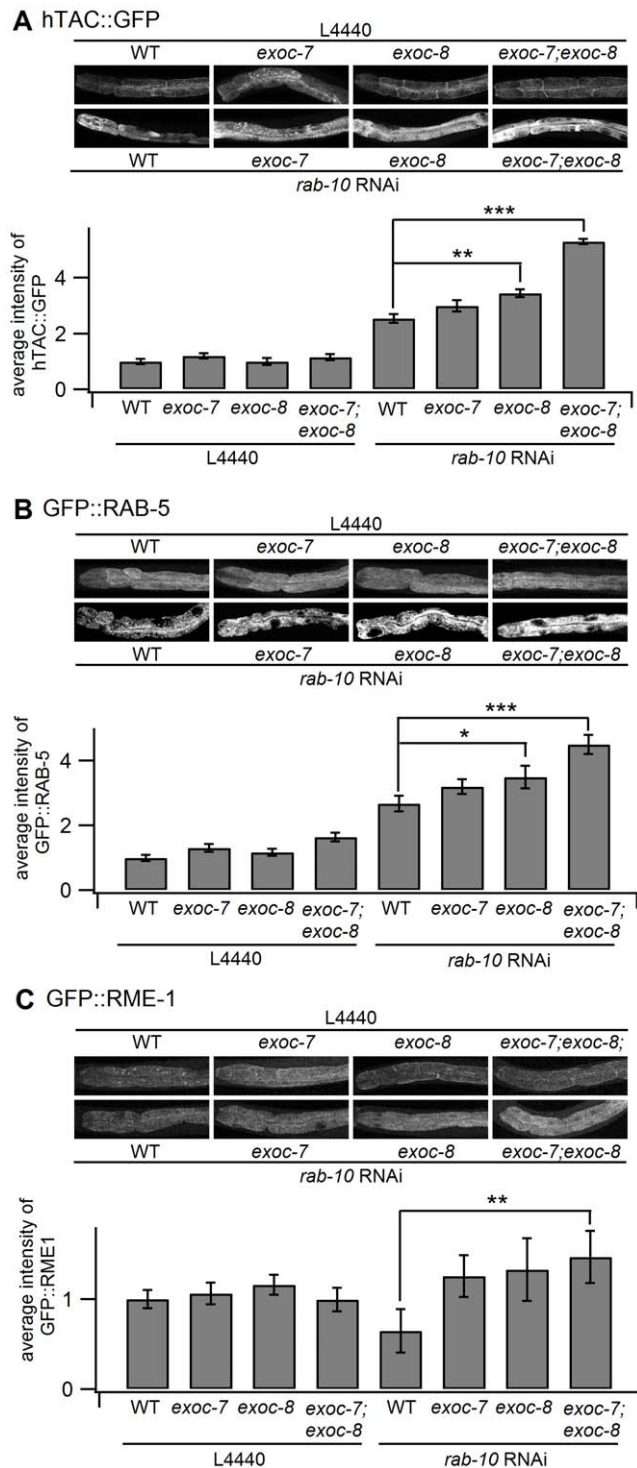 A hTAC::GFP
L4440
WT exoc-7 exoc-8 exoc-7;exoc-8
WT exoc-7 exoc-8 exoc-7;exoc-8
rab-10 RNAi
average intensity of
hTAC::GFP
4
2
0
***
**
WT exoc-7 exoc-8 exoc-7;
exoc-8
WT exoc-7 exoc-8 exoc-7;
exoc-8
L4440
rab-10 RNAi
B GFP::RAB-5
L4440
WT exoc-7 exoc-8 exoc-7;exoc-8
WT exoc-7 exoc-8 exoc-7;exoc-8
rab-10 RNAi
average intensity of
GFP::RAB-5
4
2
0
***
*
WT exoc-7 exoc-8 exoc-7;
exoc-8
WT exoc-7 exoc-8 exoc-7;
exoc-8
L4440
rab-10 RNAi
C GFP::RME-1
L4440
WT exoc-7 exoc-8 exoc-7;exoc-8;
WT exoc-7 exoc-8 exoc-7;exoc-8
rab-10 RNAi
average intensity of
GFP::RME1
1
0
**
WT exoc-7 exoc-8 exoc-7;
exoc-8
WT exoc-7 exoc-8 exoc-7;
exoc-8
L4440
rab-10 RNAi